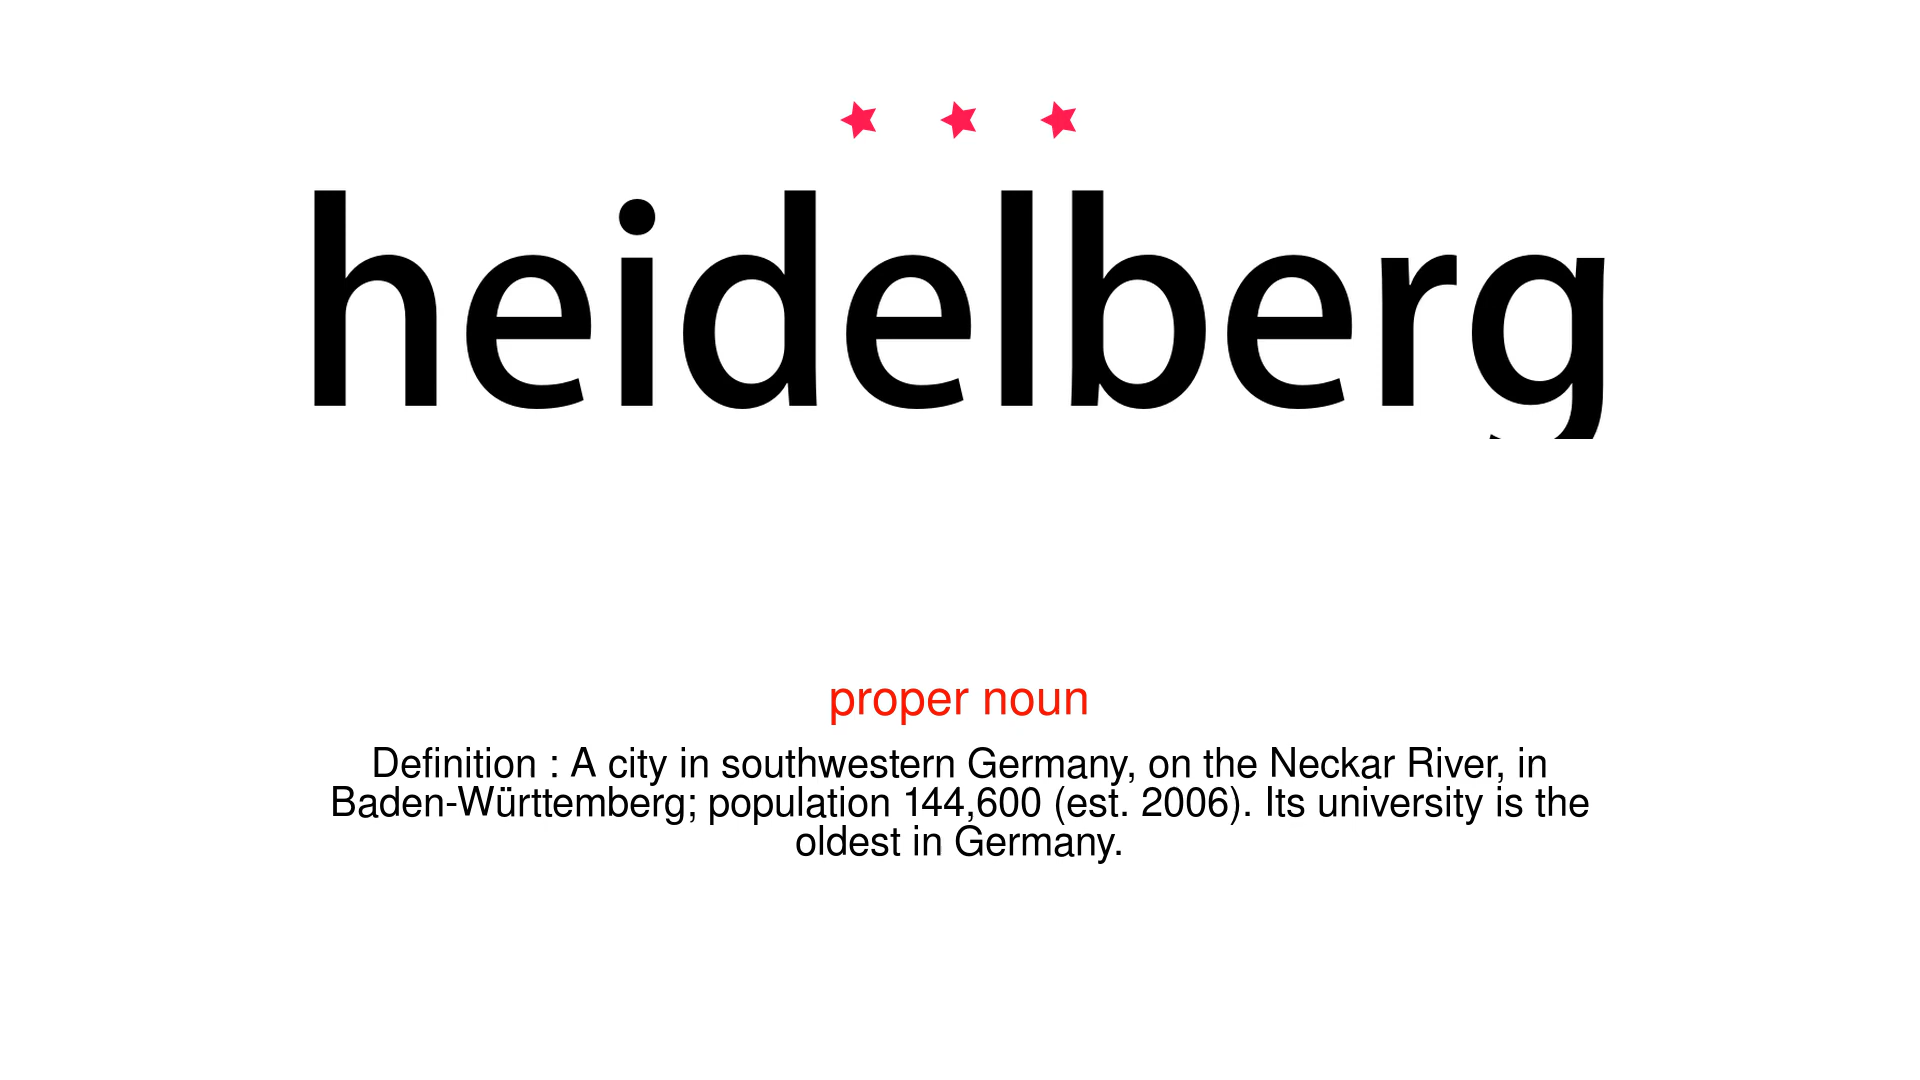 heidelberg
proper noun
Definition : A city in southwestern Germany, on the Neckar River, in
Baden-Württemberg; population 144,600 (est. 2006). Its university is the
oldest in Germany.